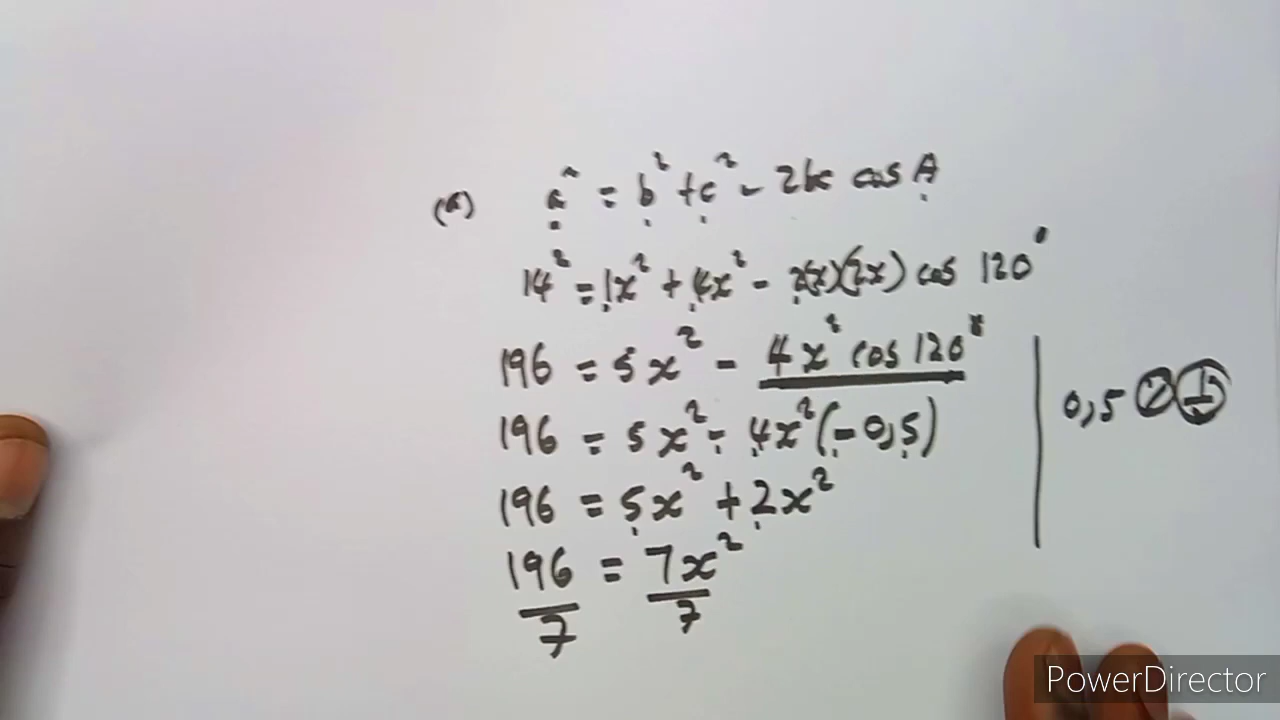 (a) a² = b² + c² - 2bc cos A
14² = 1x² + 4x² - 2(x)(2x) cos 120°
196 = 5x² - 4x² cos 120°
196 = 5x² - 4x²(-0,5)
0,5
196 = 5x² + 2x²
196/7 = 7x²/7
PowerDirector